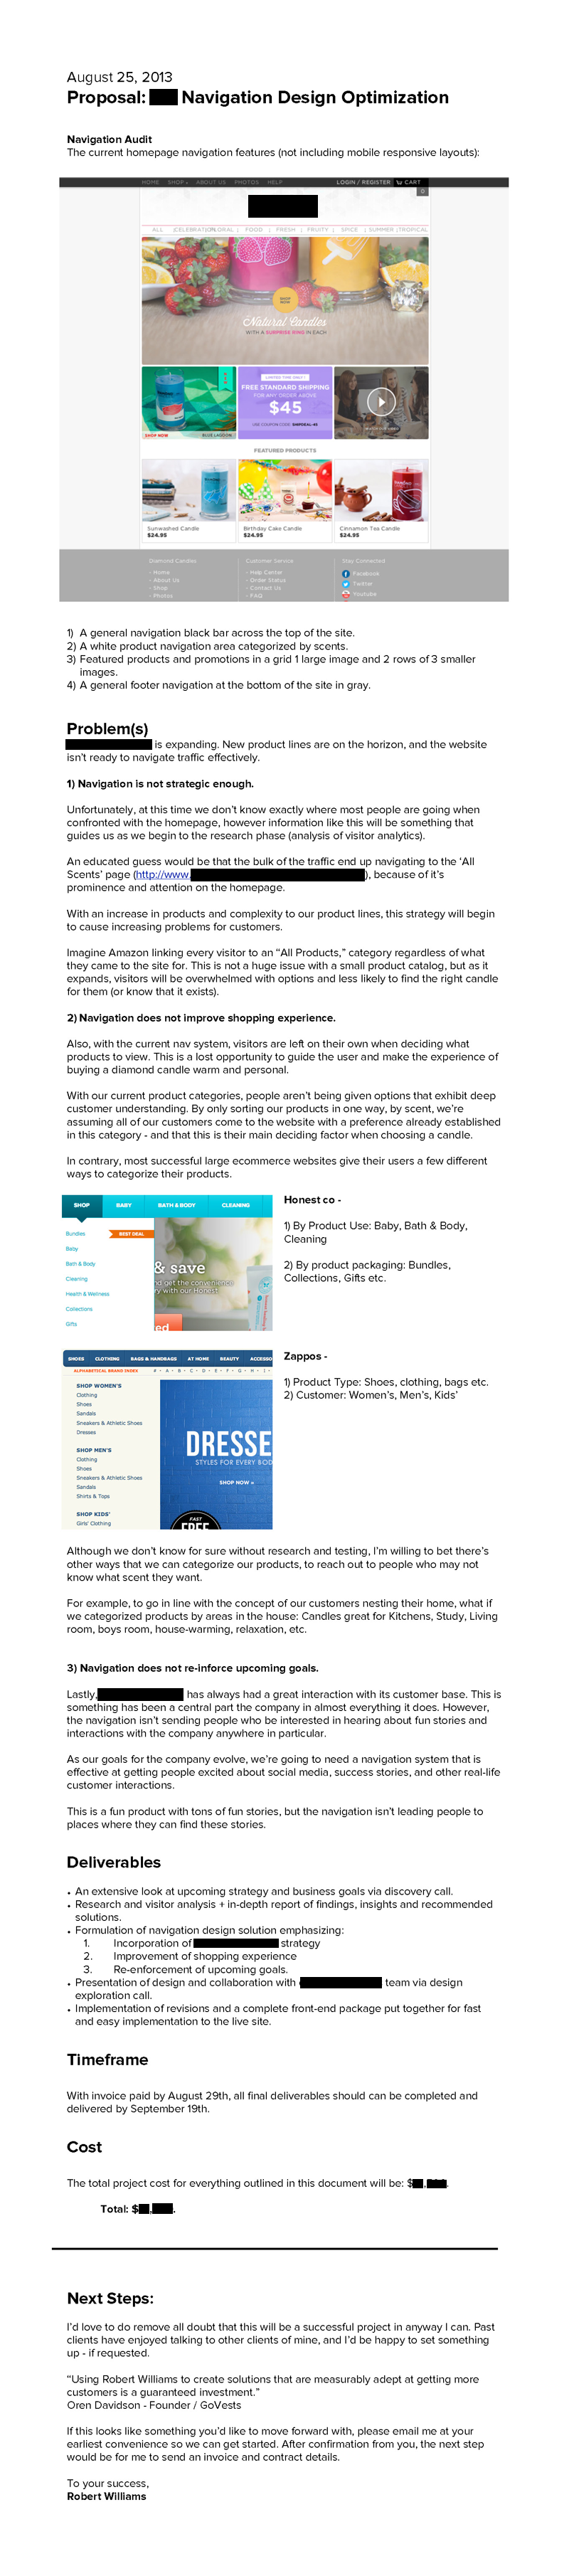 August 25, 2013
Proposal: Navigation Design Optimization
Navigation Audit
The current homepage navigation features (not including mobile responsive layouts):
HOME SHOP ABOUT US PHOTOS HELP LOGIN / REGISTER CART
0
ALL CELEBRATION FLORAL FOOD FRESH FRUITY SPICE SUMMER TROPICAL
SHOP NOW
Natural Candles
WITH A SURPRISE RING IN EACH
SHOP NOW BLUE LAGOON
LIMITED TIME ONLY!
FREE STANDARD SHIPPING
FOR ANY ORDER ABOVE
$45
USE COUPON CODE: SHIPDEAL-45
FEATURED PRODUCTS
Sunwashed Candle
$24.95
Birthday Cake Candle
$24.95
Cinnamon Tea Candle
$24.95
Diamond Candles
- Home
- About Us
- Shop
- Photos
Customer Service
- Help Center
- Order Status
- Contact Us
- FAQ
Stay Connected
Facebook
Twitter
Youtube
1) A general navigation black bar across the top of the site.
2) A white product navigation area categorized by scents.
3) Featured products and promotions in a grid 1 large image and 2 rows of 3 smaller
images.
4) A general footer navigation at the bottom of the site in gray.
Problem(s)
is expanding. New product lines are on the horizon, and the website
isn't ready to navigate traffic effectively.
1) Navigation is not strategic enough.
Unfortunately, at this time we don't know exactly where most people are going when
confronted with the homepage, however information like this will be something that
guides us as we begin to the research phase (analysis of visitor analytics).
An educated guess would be that the bulk of the traffic end up navigating to the 'All
Scents' page (http://www. ), because of it's
prominence and attention on the homepage.
With an increase in products and complexity to our product lines, this strategy will begin
to cause increasing problems for customers.
Imagine Amazon linking every visitor to an "All Products," category regardless of what
they came to the site for. This is not a huge issue with a small product catalog, but as it
expands, visitors will be overwhelmed with options and less likely to find the right candle
for them (or know that it exists).
2) Navigation does not improve shopping experience.
Also, with the current nav system, visitors are left on their own when deciding what
products to view. This is a lost opportunity to guide the user and make the experience of
buying a diamond candle warm and personal.
With our current product categories, people aren't being given options that exhibit deep
customer understanding. By only sorting our products in one way, by scent, we're
assuming all of our customers come to the website with a preference already established
in this category - and that this is their main deciding factor when choosing a candle.
In contrary, most successful large ecommerce websites give their users a few different
ways to categorize their products.
SHOP BABY BATH & BODY CLEANING
Bundles
Baby
Bath & Body
Cleaning
Health & Wellness
Collections
Gifts
BEST DEAL
& save
nd get the convenience
ry with our Honest
ed
Honest co -
1) By Product Use: Baby, Bath & Body,
Cleaning
2) By product packaging: Bundles,
Collections, Gifts etc.
SHOES CLOTHING BAGS & HANDBAGS AT HOME BEAUTY ACCESSO
ALPHABETICAL BRAND INDEX # A B C D E F G H I
SHOP WOMEN'S
Clothing
Shoes
Sandals
Sneakers & Athletic Shoes
Dresses
SHOP MEN'S
Clothing
Shoes
Sneakers & Athletic Shoes
Sandals
Shirts & Tops
SHOP KIDS'
Girls' Clothing
DRESSE
STYLES FOR EVERY BOD
SHOP NOW »
FAST
FREE
Zappos -
1) Product Type: Shoes, clothing, bags etc.
2) Customer: Women's, Men's, Kids'
Although we don't know for sure without research and testing, I'm willing to bet there's
other ways that we can categorize our products, to reach out to people who may not
know what scent they want.
For example, to go in line with the concept of our customers nesting their home, what if
we categorized products by areas in the house: Candles great for Kitchens, Study, Living
room, boys room, house-warming, relaxation, etc.
3) Navigation does not re-inforce upcoming goals.
Lastly, has always had a great interaction with its customer base. This is
something has been a central part the company in almost everything it does. However,
the navigation isn't sending people who be interested in hearing about fun stories and
interactions with the company anywhere in particular.
As our goals for the company evolve, we're going to need a navigation system that is
effective at getting people excited about social media, success stories, and other real-life
customer interactions.
This is a fun product with tons of fun stories, but the navigation isn't leading people to
places where they can find these stories.
Deliverables
• An extensive look at upcoming strategy and business goals via discovery call.
• Research and visitor analysis + in-depth report of findings, insights and recommended
solutions.
• Formulation of navigation design solution emphasizing:
1. Incorporation of strategy
2. Improvement of shopping experience
3. Re-enforcement of upcoming goals.
• Presentation of design and collaboration with team via design
exploration call.
• Implementation of revisions and a complete front-end package put together for fast
and easy implementation to the live site.
Timeframe
With invoice paid by August 29th, all final deliverables should can be completed and
delivered by September 19th.
Cost
The total project cost for everything outlined in this document will be: $ , .
Total: $ , .
Next Steps:
I'd love to do remove all doubt that this will be a successful project in anyway I can. Past
clients have enjoyed talking to other clients of mine, and I'd be happy to set something
up - if requested.
"Using Robert Williams to create solutions that are measurably adept at getting more
customers is a guaranteed investment."
Oren Davidson - Founder / GoVests
If this looks like something you'd like to move forward with, please email me at your
earliest convenience so we can get started. After confirmation from you, the next step
would be for me to send an invoice and contract details.
To your success,
Robert Williams